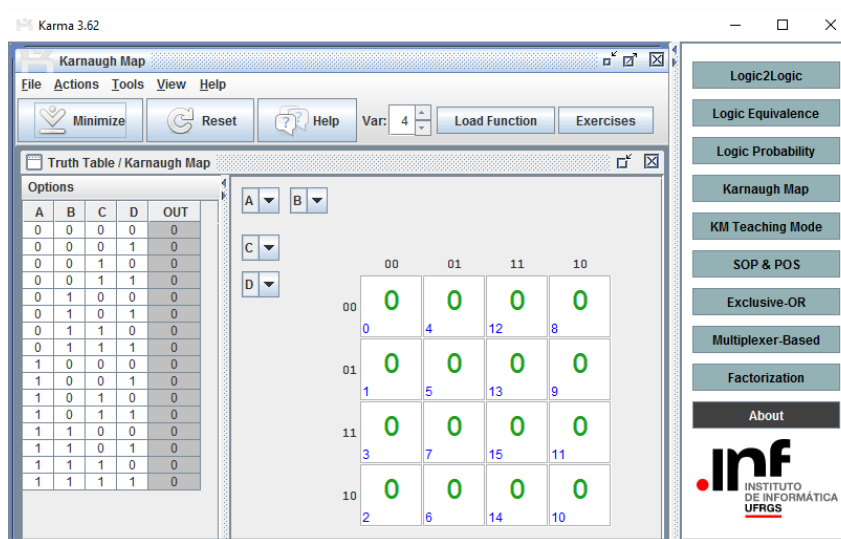 Karma 3.62
Karnaugh Map
File Actions Tools View Help
Minimize Reset Help Var: 4 Load Function Exercises
Truth Table / Karnaugh Map
Options
A B C D OUT
0 0 0 0 0
0 0 0 1 0
0 0 1 0 0
0 0 1 1 0
0 1 0 0 0
0 1 0 1 0
0 1 1 0 0
0 1 1 1 0
1 0 0 0 0
1 0 0 1 0
1 0 1 0 0
1 0 1 1 0
1 1 0 0 0
1 1 0 1 0
1 1 1 0 0
1 1 1 1 0
A B
C
D
00 01 11 10
00 0 0 0 0
0 4 12 8
01 0 0 0 0
1 5 13 9
11 0 0 0 0
3 7 15 11
10 0 0 0 0
2 6 14 10
Logic2Logic
Logic Equivalence
Logic Probability
Karnaugh Map
KM Teaching Mode
SOP & POS
Exclusive-OR
Multiplexer-Based
Factorization
About
.inf
INSTITUTO
DE INFORMÁTICA
UFRGS